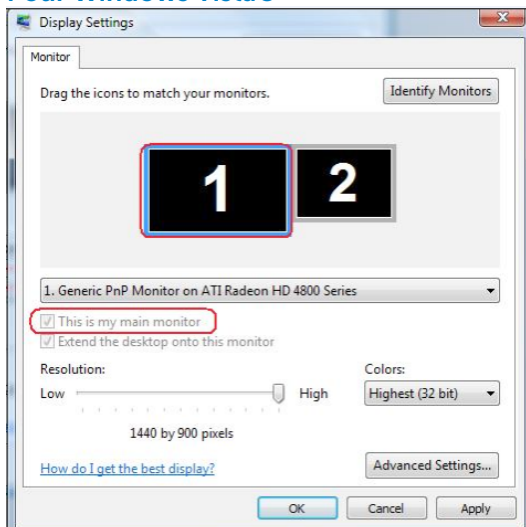 Display Settings
Monitor
Drag the icons to match your monitors.
Identify Monitors
1
2
1. Generic PnP Monitor on ATI Radeon HD 4800 Series
This is my main monitor
Extend the desktop onto this monitor
Resolution:
Colors:
Low
High
Highest (32 bit)
1440 by 900 pixels
How do I get the best display?
Advanced Settings...
OK
Cancel
Apply